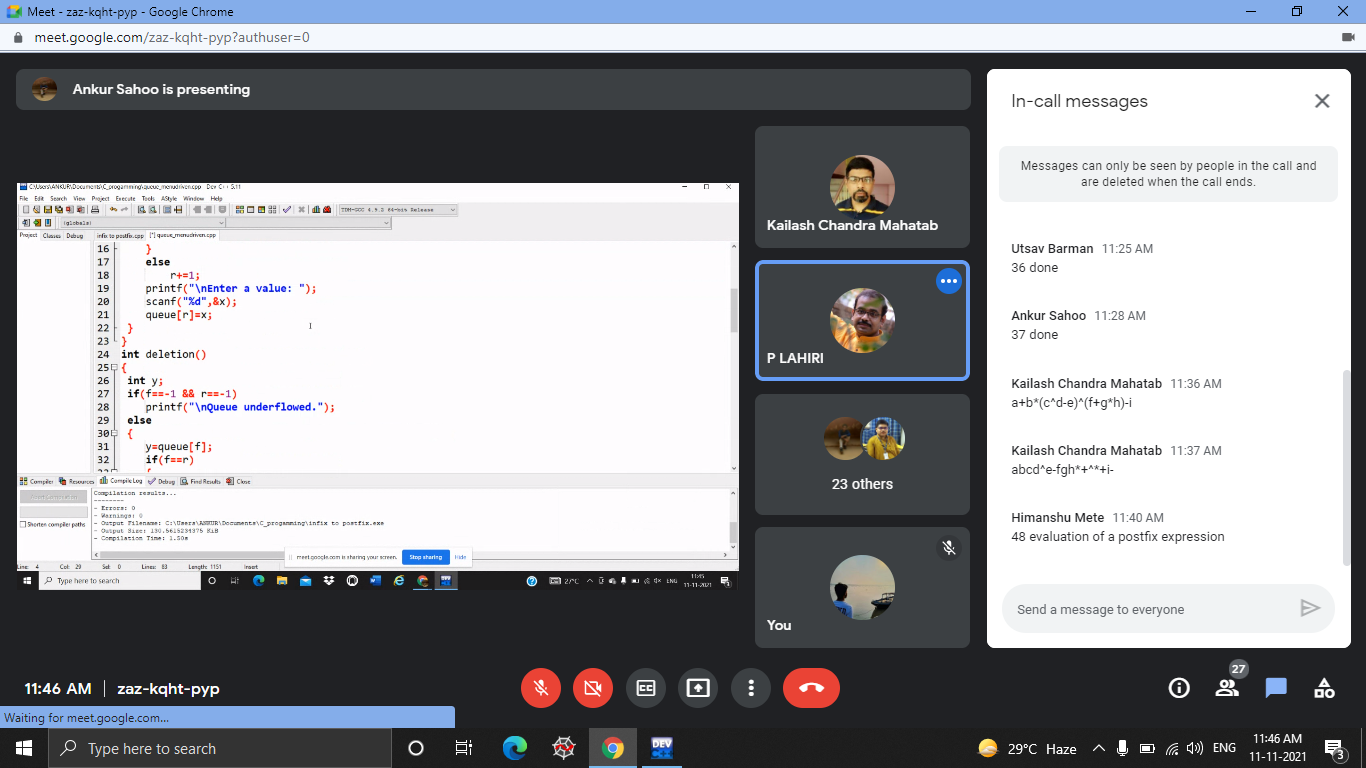 Meet - zaz-kqht-pyp - Google Chrome
meet.google.com/zaz-kqht-pyp?authuser=0
Ankur Sahoo is presenting
C:\Users\ANKUR\Documents\C_progamming\queue_menudriven.cpp - Dev-C++ 5.11
File Edit Search View Project Execute Tools AStyle Window Help
TDM-GCC 4.9.2 64-bit Release
(globals)
Project Classes Debug
infix to postfix.cpp [*] queue_menudriven.cpp
16 }
17 else
18 r+=1;
19 printf("\nEnter a value: ");
20 scanf("%d",&x);
21 queue[r]=x;
22 }
23 }
24 int deletion()
25 {
26 int y;
27 if(f==-1 && r==-1)
28 printf("\nQueue underflowed.");
29 else
30 {
31 y=queue[f];
32 if(f==r)
Compiler Resources Compile Log Debug Find Results Close
Abort Compilation
Shorten compiler paths
Compilation results...
--------
- Errors: 0
- Warnings: 0
- Output Filename: C:\Users\ANKUR\Documents\C_progamming\infix to postfix.exe
- Output Size: 130.5615234375 KiB
- Compilation Time: 1.50s
meet.google.com is sharing your screen.
Stop sharing
Hide
Line: 4 Col: 29 Sel: 0 Lines: 83 Length: 1151 Insert
Type here to search
27°C
ENG
11:45
11-11-2021
Kailash Chandra Mahatab
P LAHIRI
23 others
You
In-call messages
Messages can only be seen by people in the call and
are deleted when the call ends.
Utsav Barman 11:25 AM
36 done
Ankur Sahoo 11:28 AM
37 done
Kailash Chandra Mahatab 11:36 AM
a+b*(c^d-e)^(f+g*h)-i
Kailash Chandra Mahatab 11:37 AM
abcd^e-fgh*+^*+i-
Himanshu Mete 11:40 AM
48 evaluation of a postfix expression
Send a message to everyone
11:46 AM | zaz-kqht-pyp
27
Waiting for meet.google.com...
Type here to search
DEV
29°C Haze
ENG
11:46 AM
11-11-2021
3